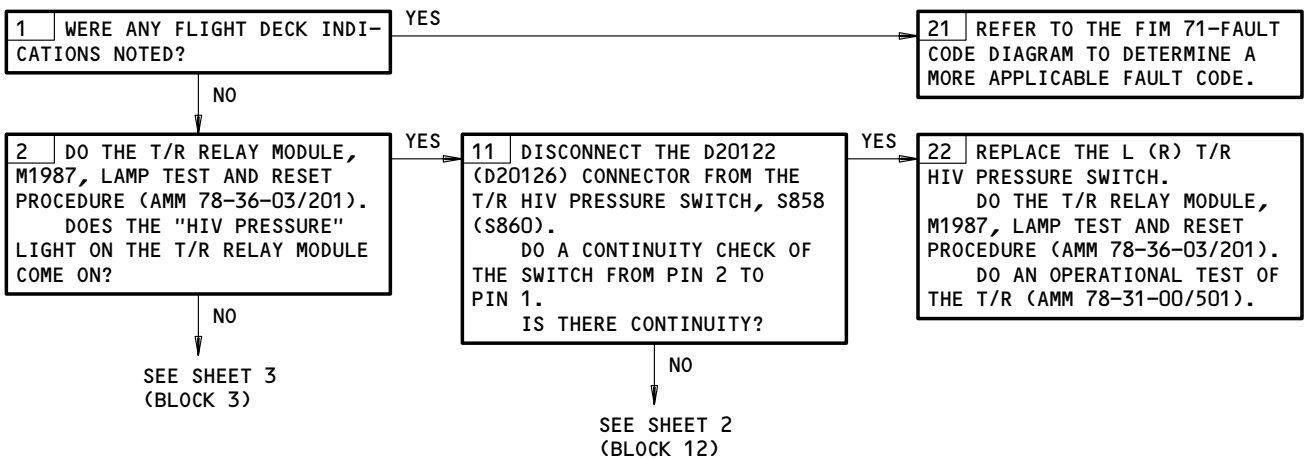 1 WERE ANY FLIGHT DECK INDI-
CATIONS NOTED?
YES
21 REFER TO THE FIM 71-FAULT
CODE DIAGRAM TO DETERMINE A
MORE APPLICABLE FAULT CODE.
NO
2 DO THE T/R RELAY MODULE,
M1987, LAMP TEST AND RESET
PROCEDURE (AMM 78-36-03/201).
DOES THE "HIV PRESSURE"
LIGHT ON THE T/R RELAY MODULE
COME ON?
YES
11 DISCONNECT THE D20122
(D20126) CONNECTOR FROM THE
T/R HIV PRESSURE SWITCH, S858
(S860).
DO A CONTINUITY CHECK OF
THE SWITCH FROM PIN 2 TO
PIN 1.
IS THERE CONTINUITY?
YES
22 REPLACE THE L (R) T/R
HIV PRESSURE SWITCH.
DO THE T/R RELAY MODULE,
M1987, LAMP TEST AND RESET
PROCEDURE (AMM 78-36-03/201).
DO AN OPERATIONAL TEST OF
THE T/R (AMM 78-31-00/501).
NO
SEE SHEET 3
(BLOCK 3)
NO
SEE SHEET 2
(BLOCK 12)